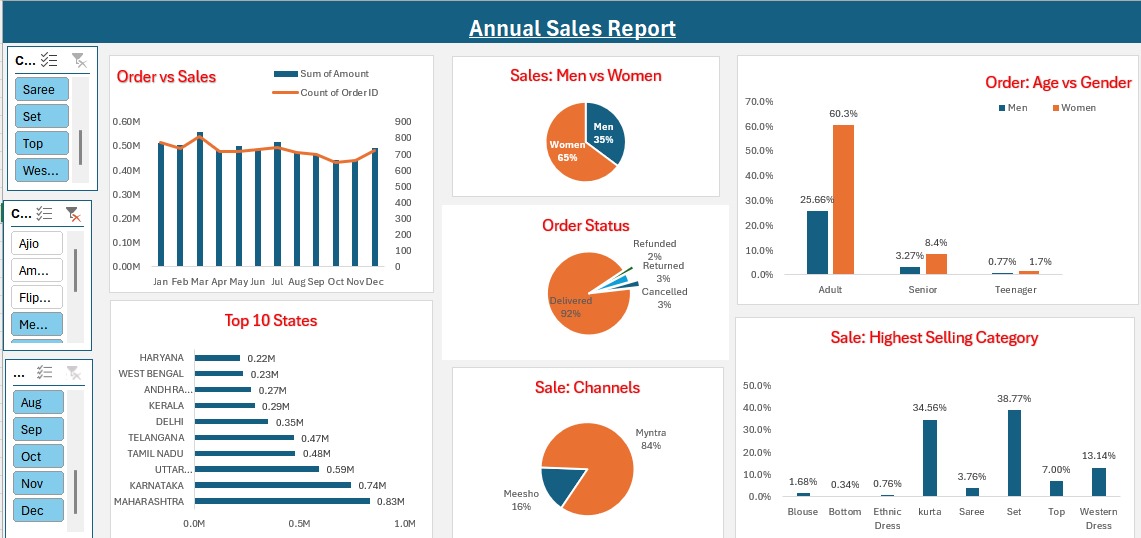 Annual Sales Report
C...
Saree
Set
Top
Wes...
C...
Ajio
Am...
Flip...
Me...
...
Aug
Sep
Oct
Nov
Dec
Order vs Sales
Sum of Amount
Count of Order ID
0.60M
0.50M
0.40M
0.30M
0.20M
0.10M
0.00M
900
800
700
600
500
400
300
200
100
0
Jan Feb Mar Apr May Jun Jul Aug Sep Oct Nov Dec
Top 10 States
HARYANA 0.22M
WEST BENGAL 0.23M
ANDHRA... 0.27M
KERALA 0.29M
DELHI 0.35M
TELANGANA 0.47M
TAMIL NADU 0.48M
UTTAR... 0.59M
KARNATAKA 0.74M
MAHARASHTRA 0.83M
0.0M 0.5M 1.0M
Sales: Men vs Women
Men
35%
Women
65%
Order Status
Refunded
2%
Returned
3%
Cancelled
3%
Delivered
92%
Sale: Channels
Myntra
84%
Meesho
16%
Order: Age vs Gender
Men Women
70.0%
60.0%
50.0%
40.0%
30.0%
20.0%
10.0%
0.0%
25.66% 60.3%
3.27% 8.4%
0.77% 1.7%
Adult Senior Teenager
Sale: Highest Selling Category
50.0%
40.0%
30.0%
20.0%
10.0%
0.0%
1.68% 0.34% 0.76% 34.56% 3.76% 38.77% 7.00% 13.14%
Blouse Bottom Ethnic Dress kurta Saree Set Top Western Dress